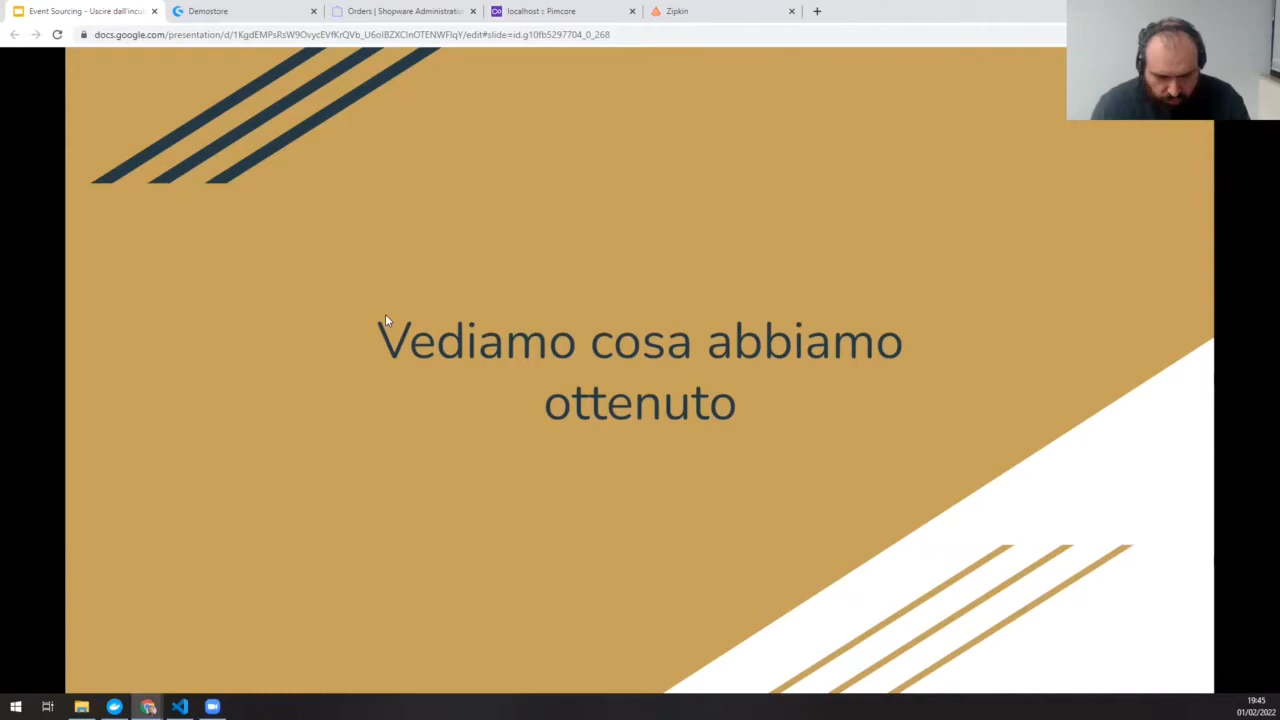 Event Sourcing - Uscire dall'incu
Demostore
Orders | Shopware Administratio
localhost :: Pimcore
Zipkin
docs.google.com/presentation/d/1KgdEMPsRsW9OvycEVfKrQVb_U6oIBZXCInOTENWFIqY/edit#slide=id.g10fb5297704_0_268
Vediamo cosa abbiamo
ottenuto
19:45
01/02/2022